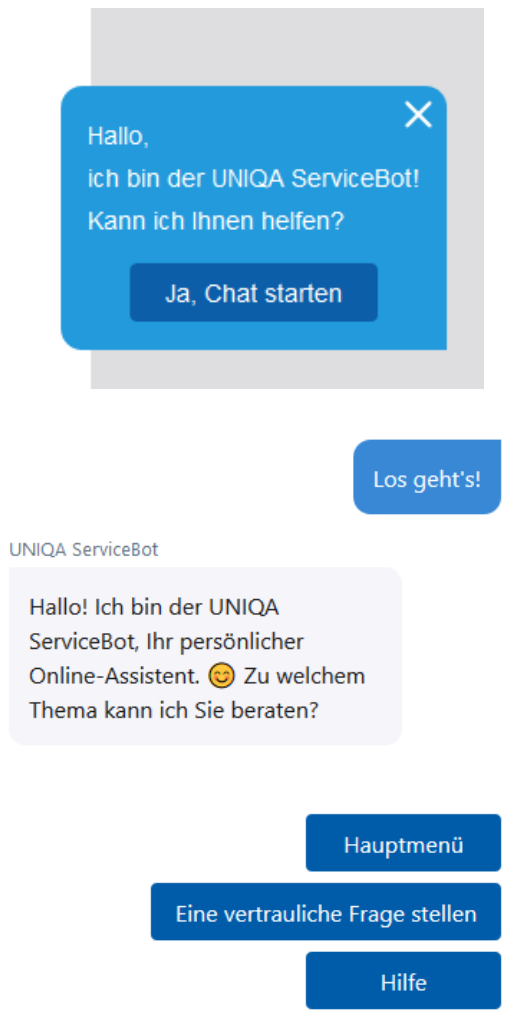 Hallo,
ich bin der UNIQA ServiceBot!
Kann ich Ihnen helfen?
Ja, Chat starten
Los geht's!
UNIQA ServiceBot
Hallo! Ich bin der UNIQA
ServiceBot, Ihr persönlicher
Online-Assistent. 😊 Zu welchem
Thema kann ich Sie beraten?
Hauptmenü
Eine vertrauliche Frage stellen
Hilfe